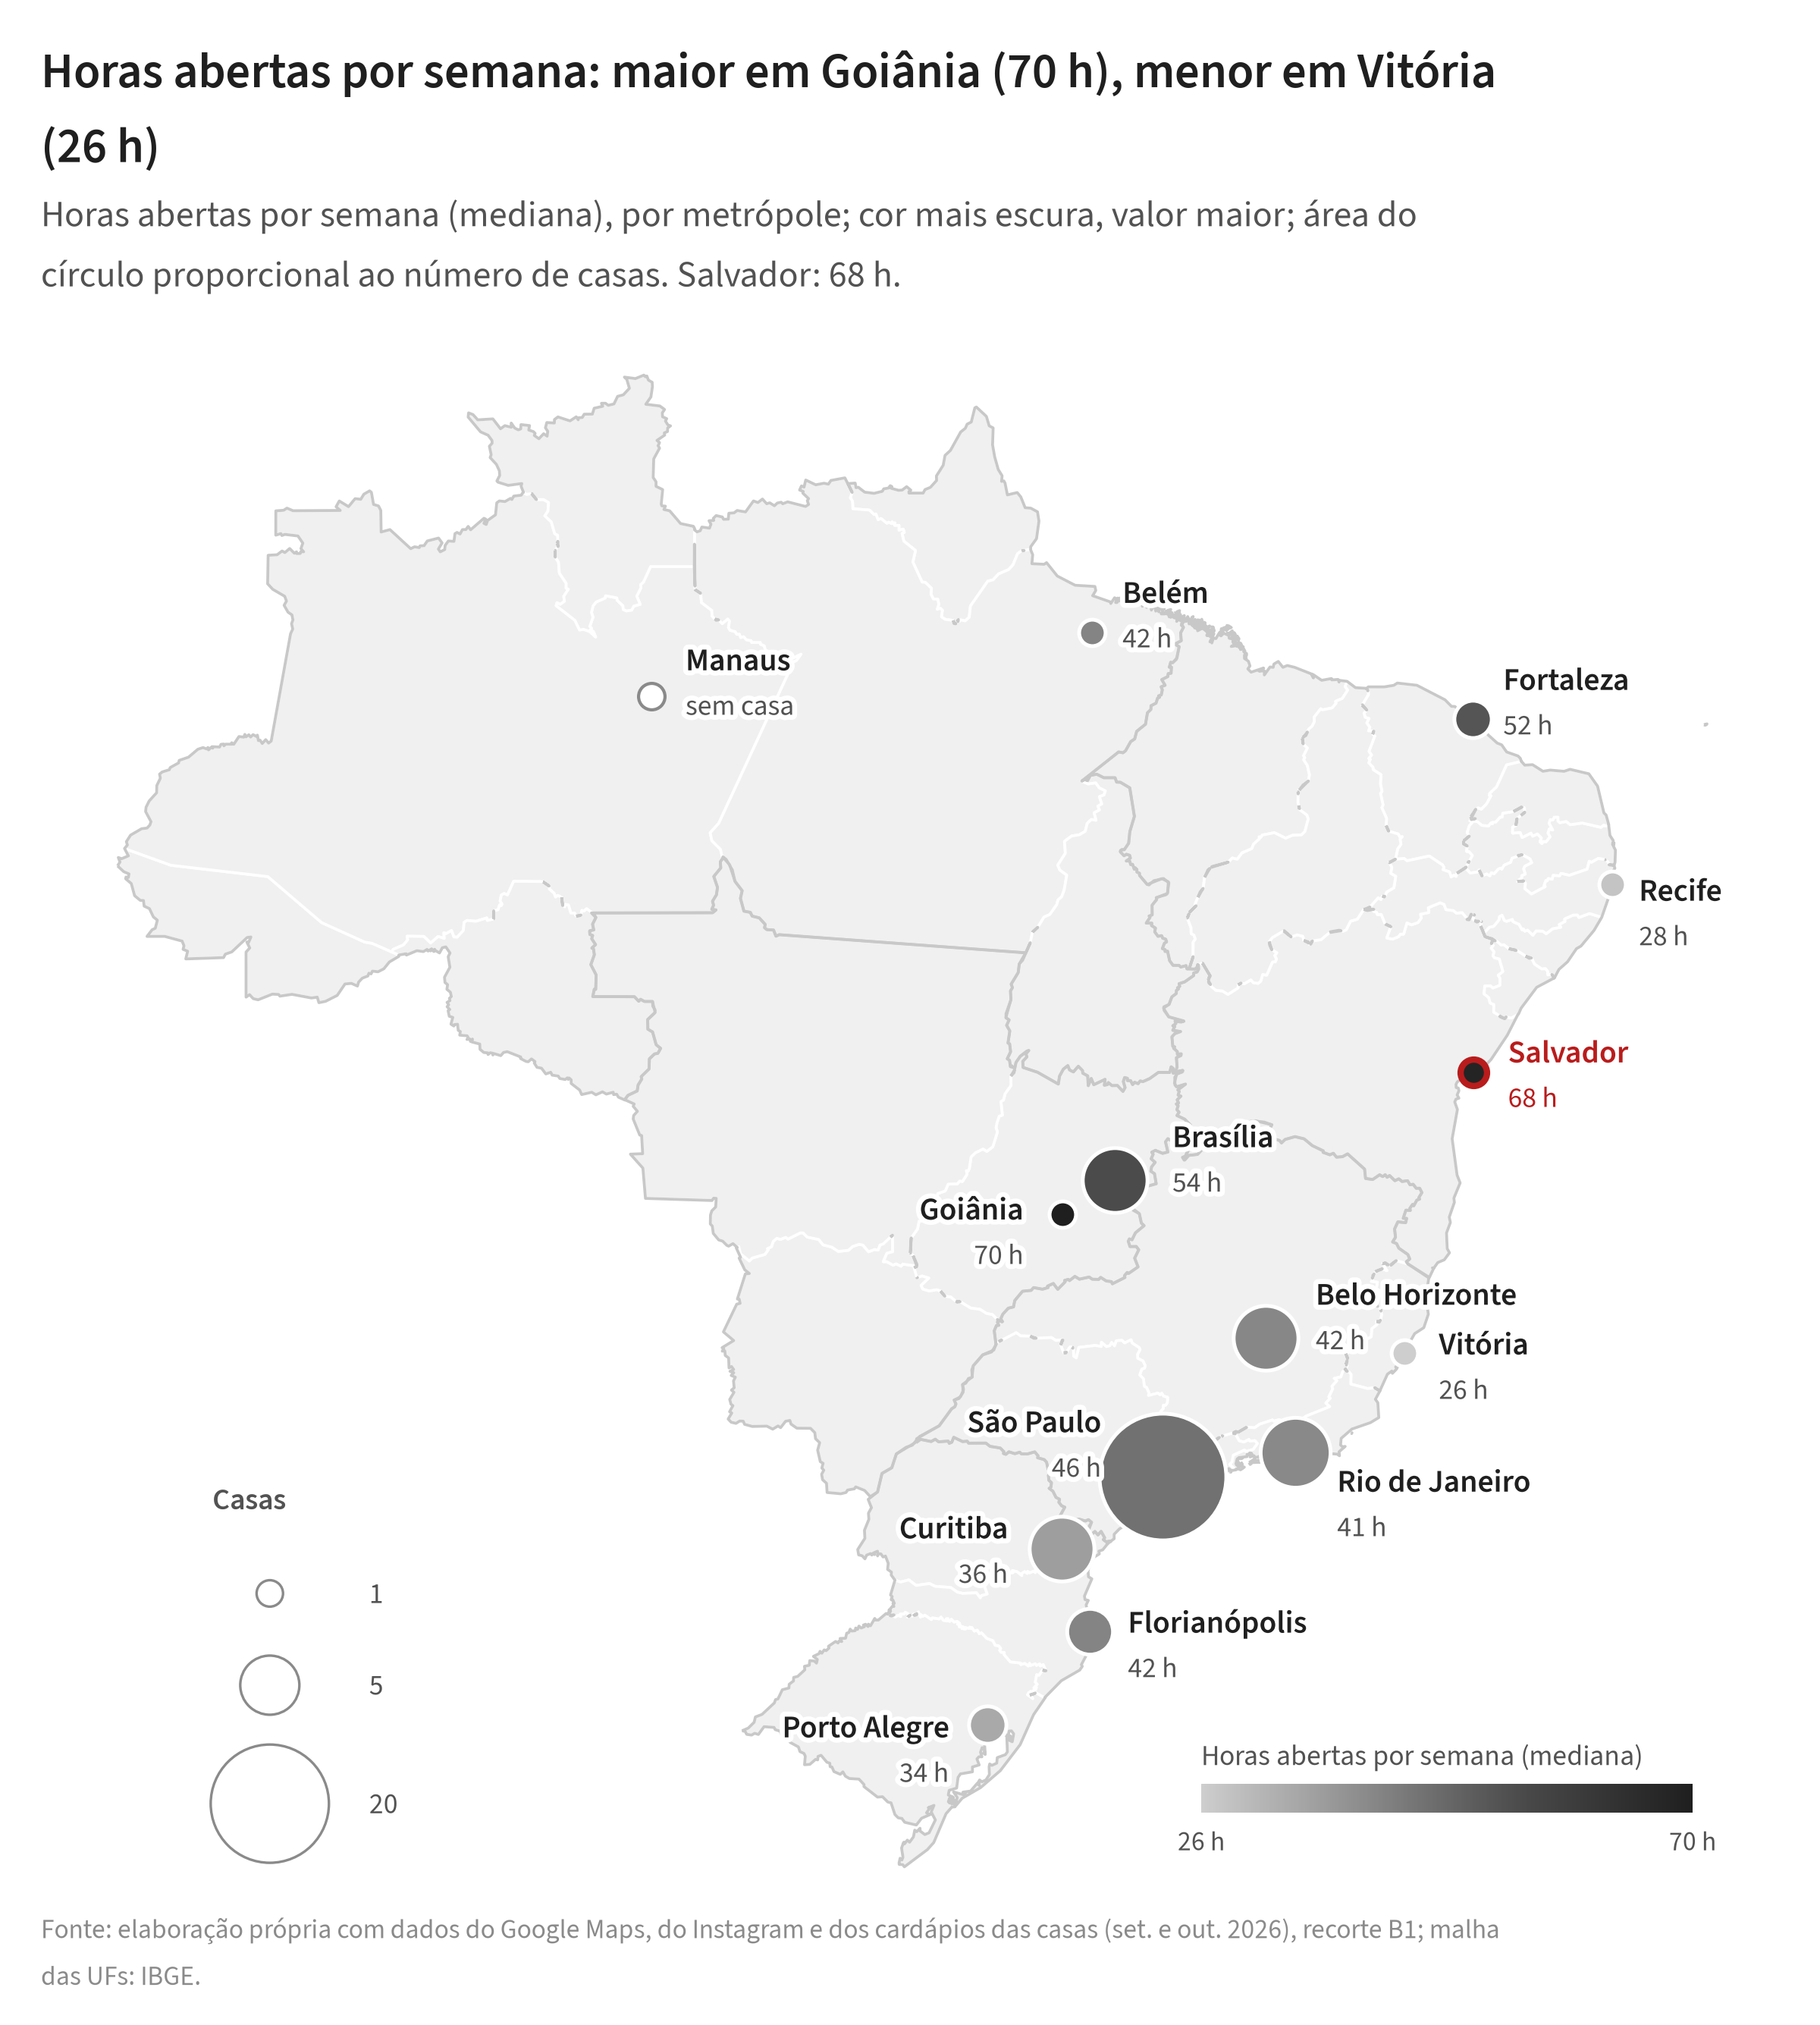 Horas abertas por semana: maior em Goiânia (70 h), menor em Vitória
(26 h)
Horas abertas por semana (mediana), por metrópole; cor mais escura, valor maior; área do
círculo proporcional ao número de casas. Salvador: 68 h.
Belém
42 h
Manaus
sem casa
Fortaleza
52 h
Recife
28 h
Salvador
68 h
Brasília
54 h
Goiânia
70 h
Belo Horizonte
42 h
Vitória
26 h
São Paulo
46 h
Rio de Janeiro
41 h
Curitiba
36 h
Florianópolis
42 h
Porto Alegre
34 h
Casas
1
5
20
Horas abertas por semana (mediana)
26 h
70 h
Fonte: elaboração própria com dados do Google Maps, do Instagram e dos cardápios das casas (set. e out. 2026), recorte B1; malha
das UFs: IBGE.